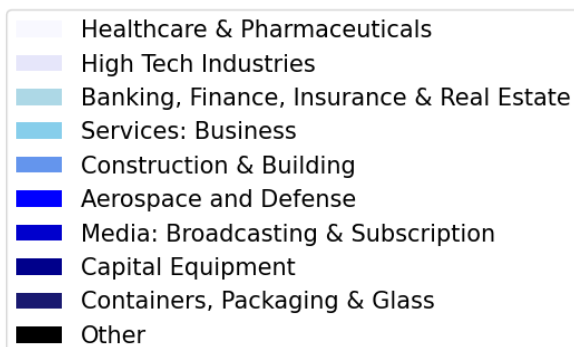 Healthcare & Pharmaceuticals
High Tech Industries
Banking, Finance, Insurance & Real Estate
Services: Business
Construction & Building
Aerospace and Defense
Media: Broadcasting & Subscription
Capital Equipment
Containers, Packaging & Glass
Other